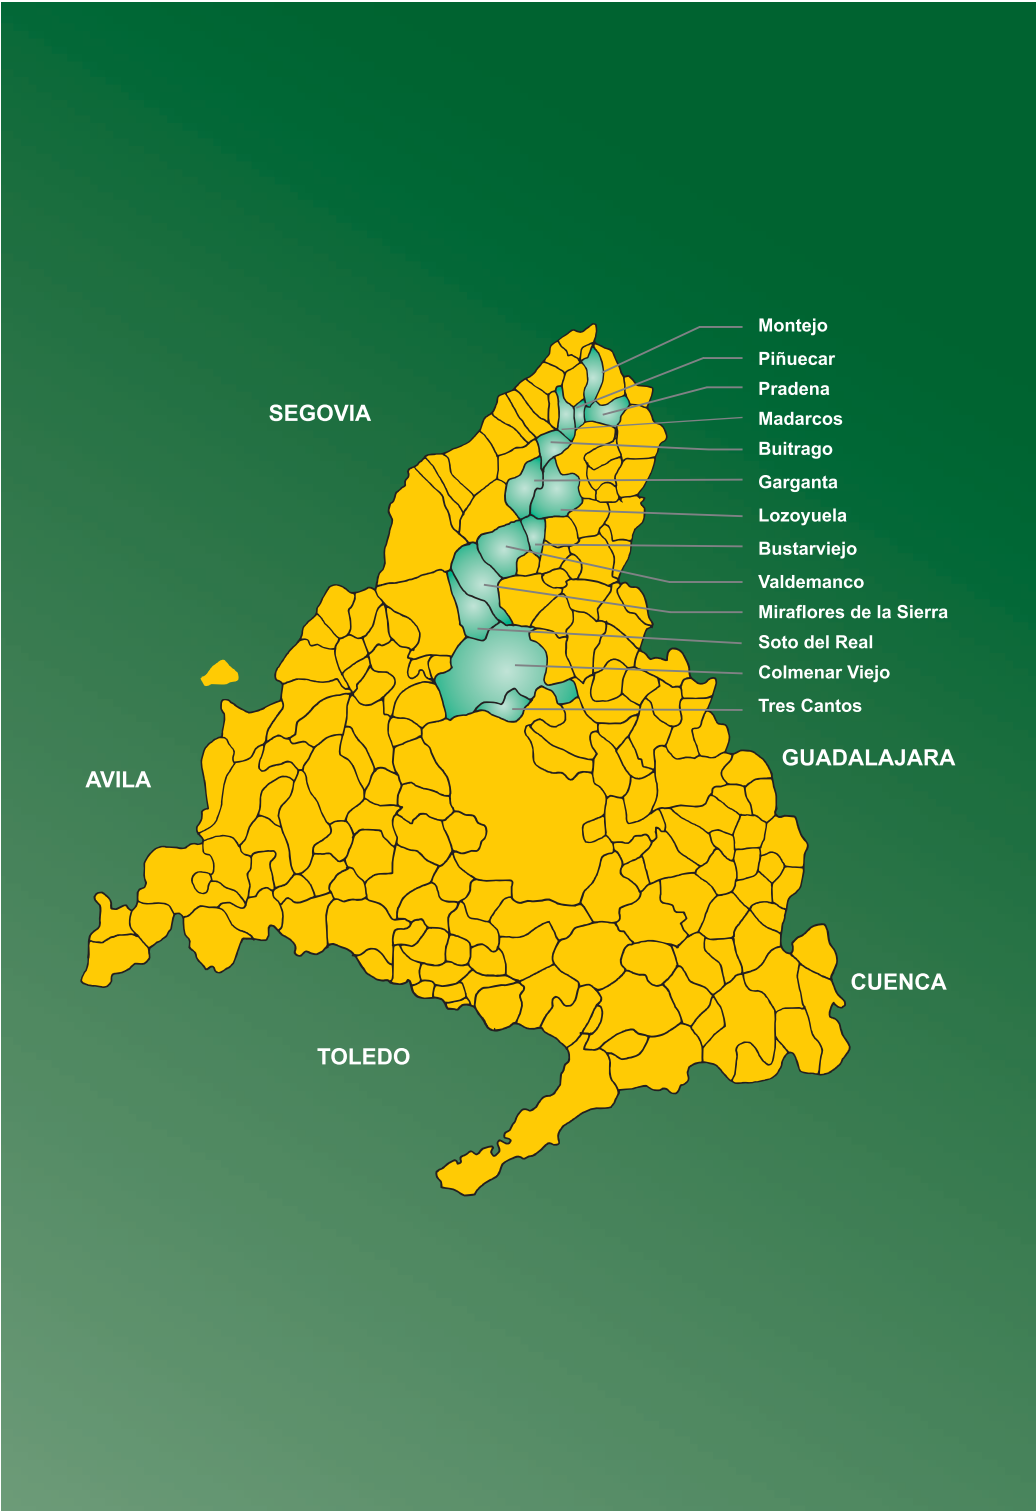 Montejo
Piñuecar
Pradena
SEGOVIA
Madarcos
Buitrago
Garganta
Lozoyuela
Bustarviejo
Valdemanco
Miraflores de la Sierra
Soto del Real
Colmenar Viejo
Tres Cantos
GUADALAJARA
AVILA
CUENCA
TOLEDO